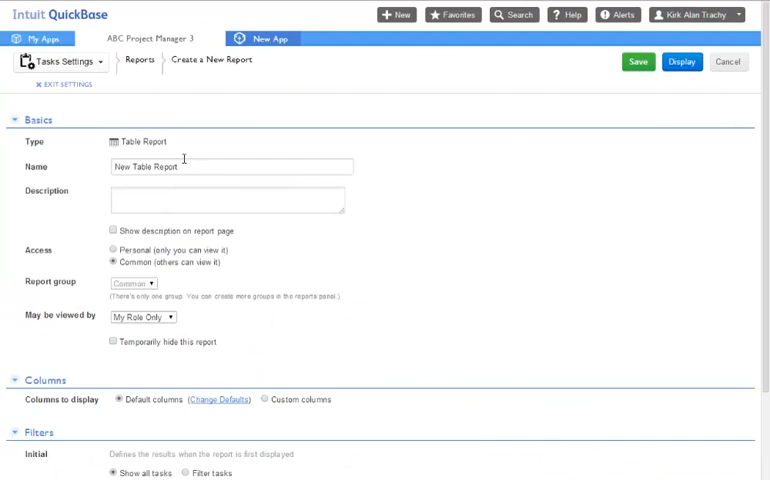 Intuit QuickBase
New
Favorites
Search
Help
Alerts
Kirk Alan Trachy
My Apps
ABC Project Manager 3
New App
Tasks Settings
Reports
Create a New Report
Save
Display
Cancel
EXIT SETTINGS
Basics
Type
Table Report
Name
New Table Report
Description
Show description on report page
Access
Personal (only you can view it)
Common (others can view it)
Report group
Common
(There's only one group. You can create more groups in the reports panel.)
May be viewed by
My Role Only
Temporarily hide this report
Columns
Columns to display
Default columns (Change Defaults)
Custom columns
Filters
Initial
Defines the results when the report is first displayed
Show all tasks
Filter tasks